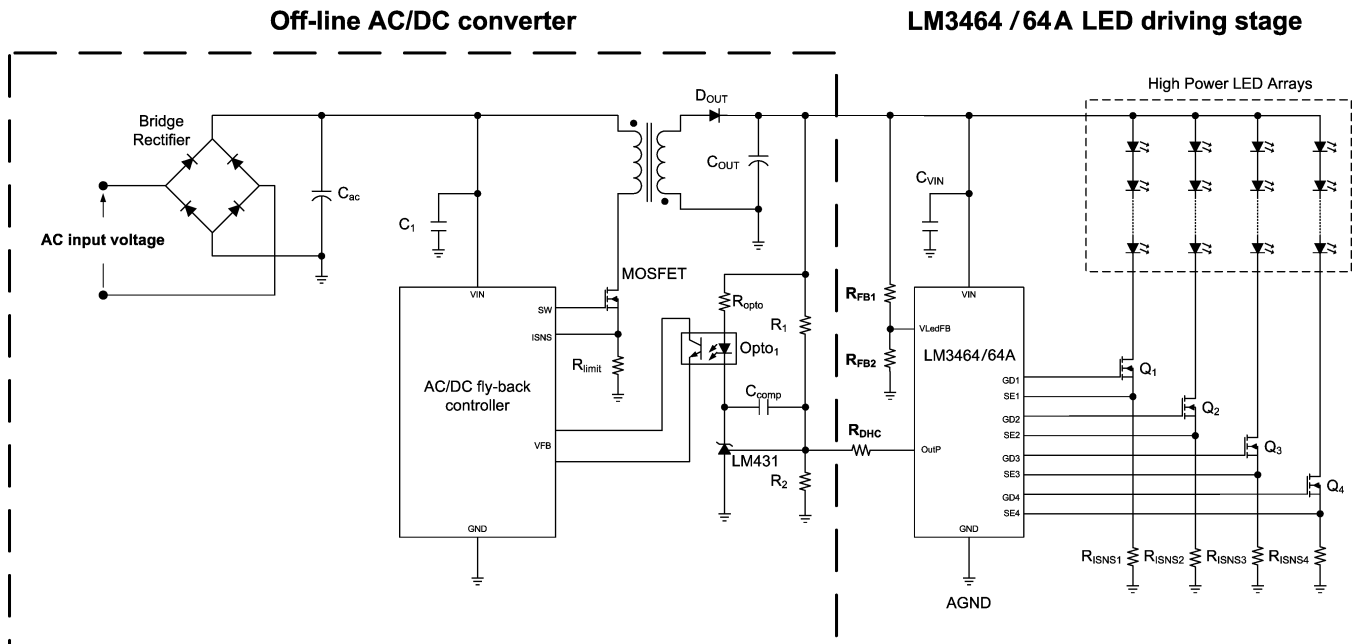 Off-line AC/DC converter
LM3464 / 64A LED driving stage
High Power LED Arrays
Bridge
Rectifier
AC input voltage
Cac
C1
DOUT
COUT
MOSFET
VIN
SW
ISNS
Rlimit
AC/DC fly-back
controller
VFB
GND
Ropto
Opto1
R1
Ccomp
LM431
R2
RDHC
CVIN
RFB1
RFB2
VIN
VLedFB
LM3464/64A
OutP
GD1
SE1
GD2
SE2
GD3
SE3
GD4
SE4
GND
AGND
Q1
Q2
Q3
Q4
RISNS1
RISNS2
RISNS3
RISNS4